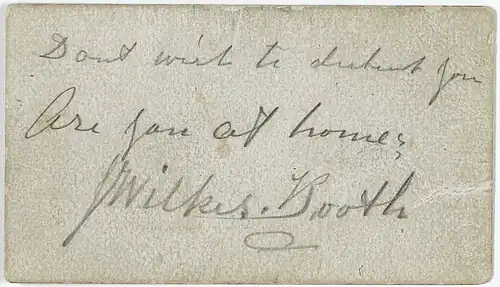 Dont wish to disturb you
Are you at home?
J Wilkes. Booth